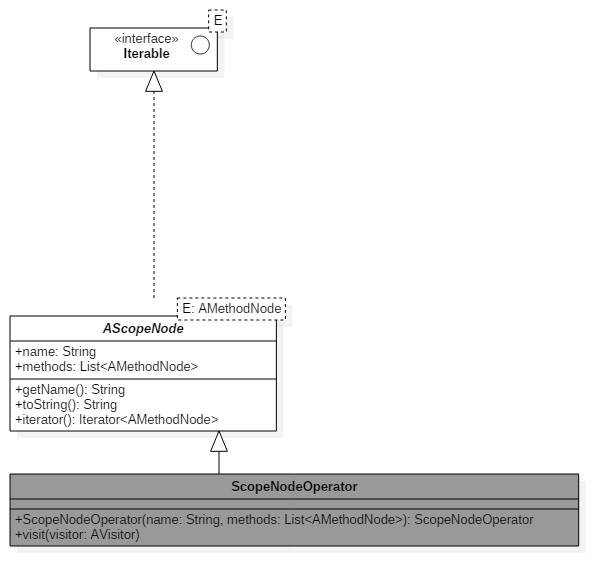 E
«interface»
Iterable
E: AMethodNode
AScopeNode
+name: String
+methods: List<AMethodNode>
+getName(): String
+toString(): String
+iterator(): Iterator<AMethodNode>
ScopeNodeOperator
+ScopeNodeOperator(name: String, methods: List<AMethodNode>): ScopeNodeOperator
+visit(visitor: AVisitor)